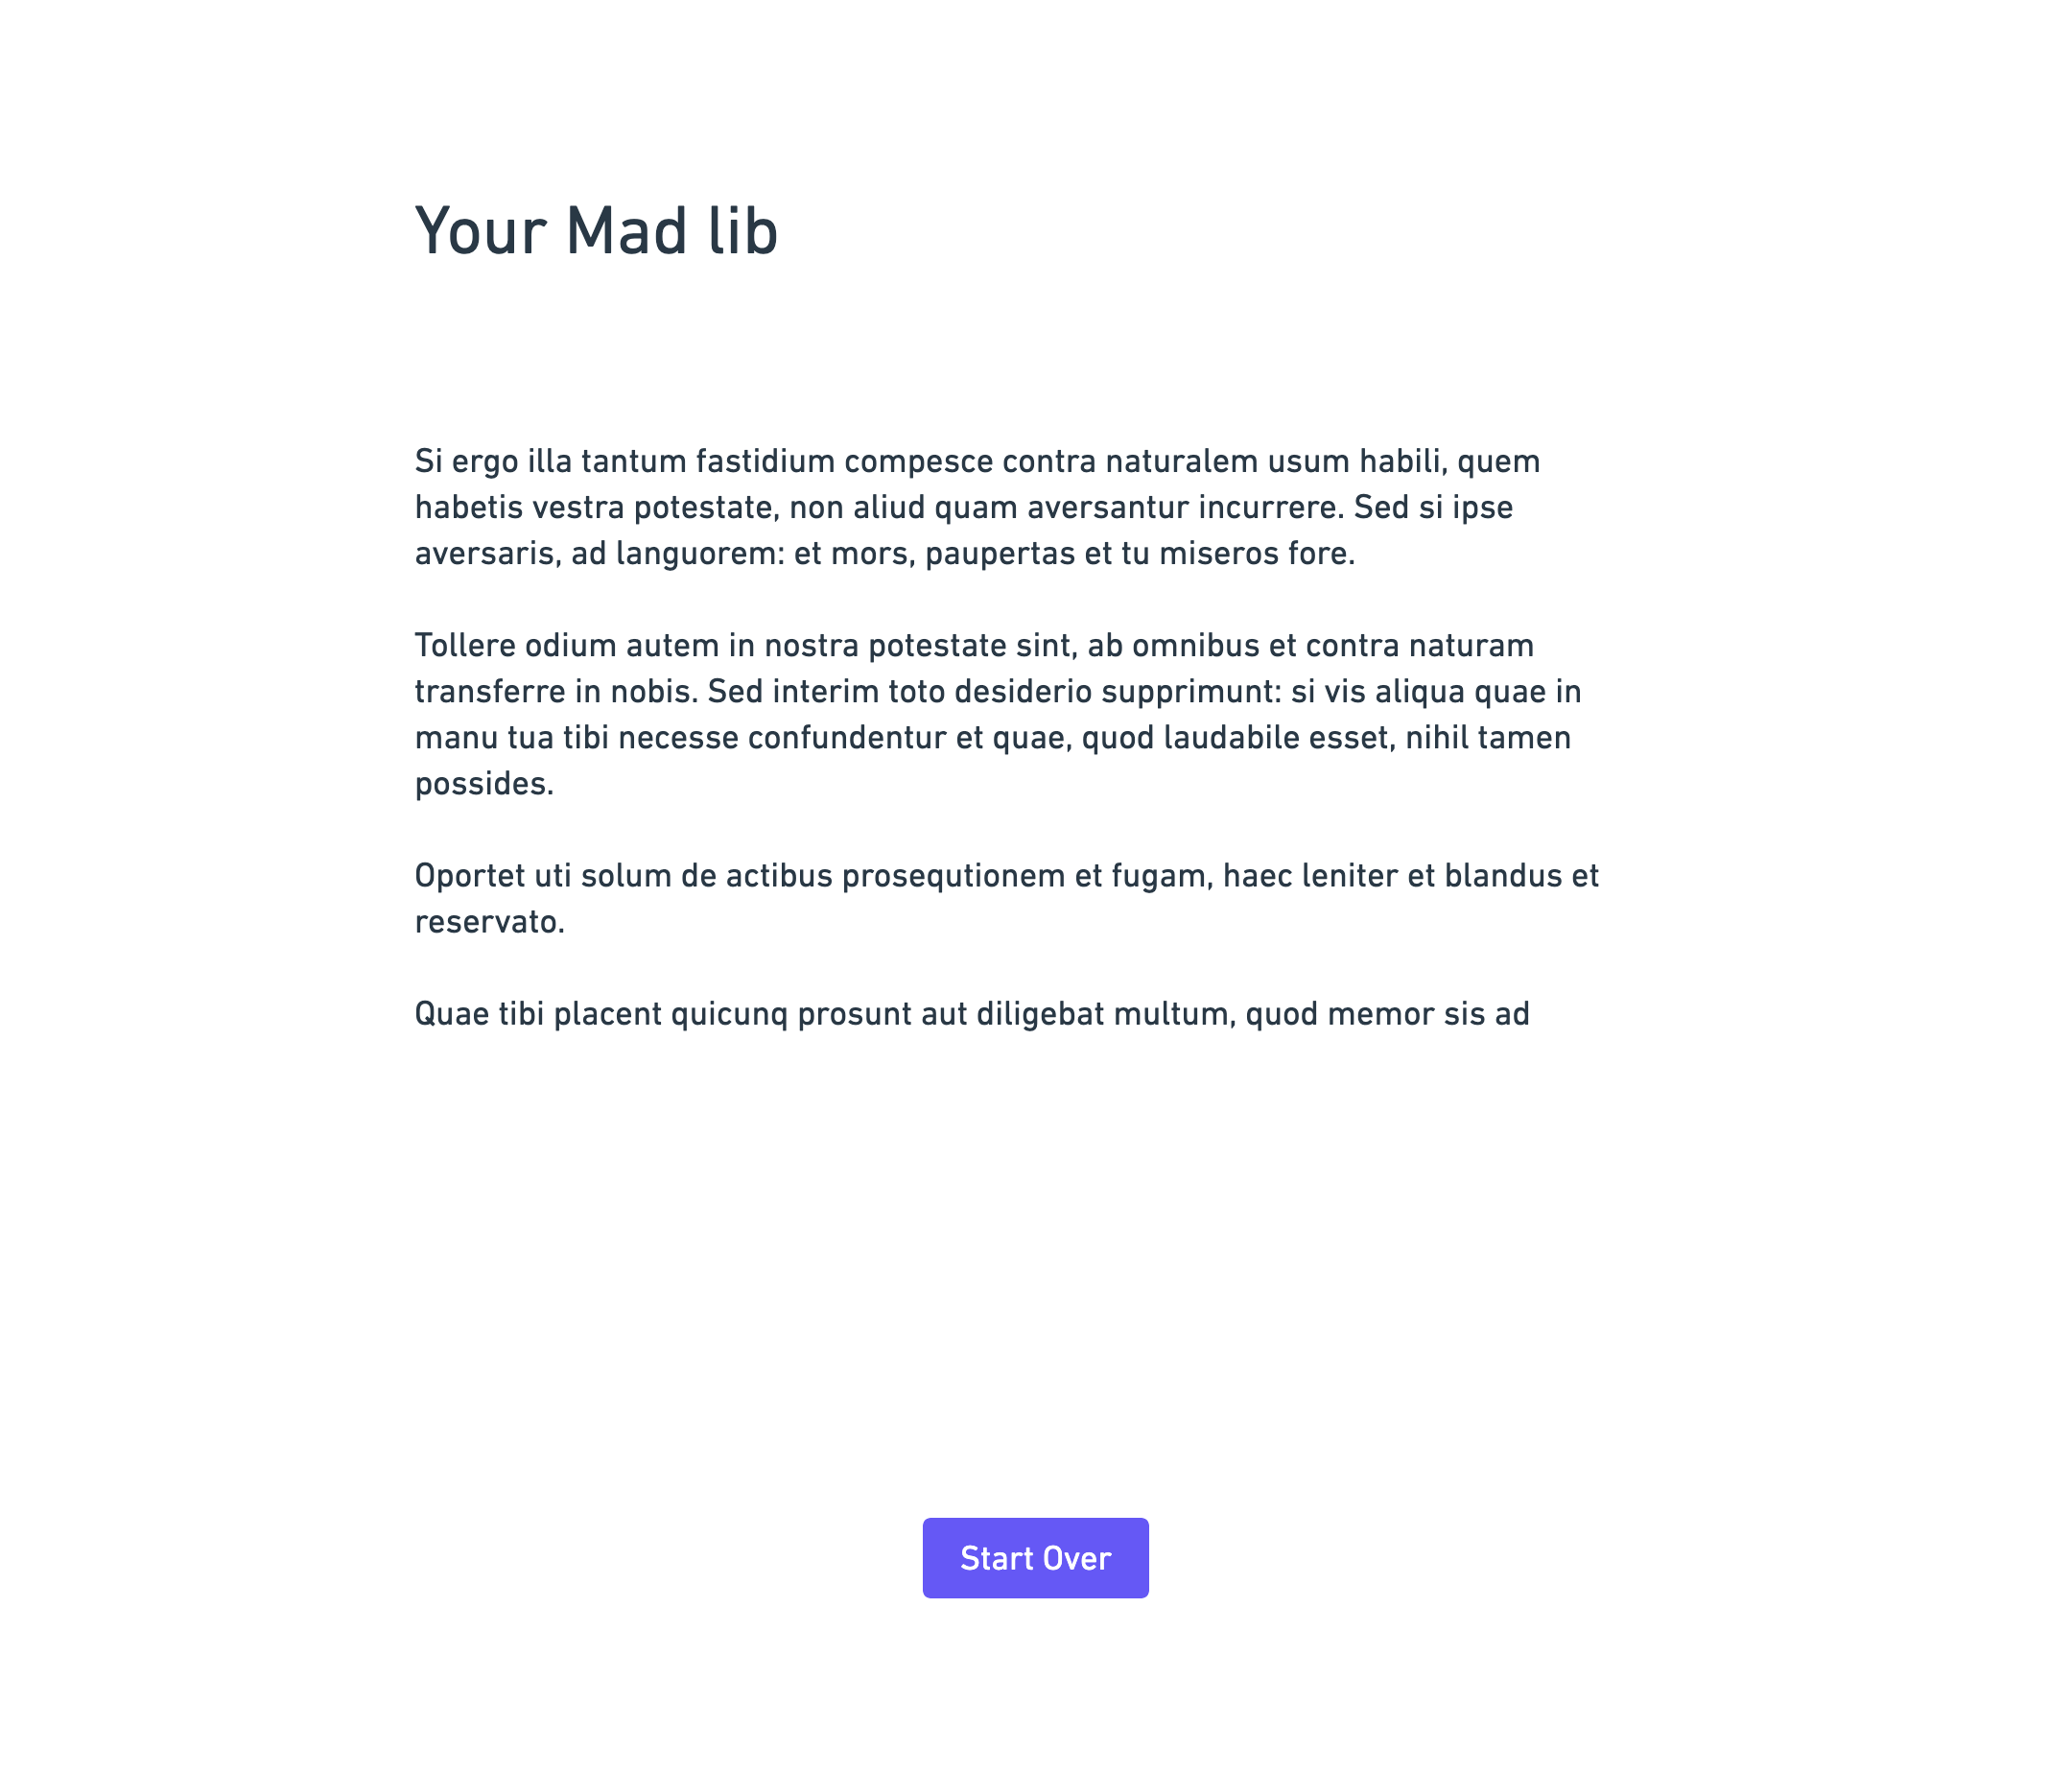 Your Mad lib
Si ergo illa tantum fastidium compesce contra naturalem usum habili, quem
habetis vestra potestate, non aliud quam aversantur incurrere. Sed si ipse
aversaris, ad languorem: et mors, paupertas et tu miseros fore.
Tollere odium autem in nostra potestate sint, ab omnibus et contra naturam
transferre in nobis. Sed interim toto desiderio supprimunt: si vis aliqua quae in
manu tua tibi necesse confundentur et quae, quod laudabile esset, nihil tamen
possides.
Oportet uti solum de actibus prosequtionem et fugam, haec leniter et blandus et
reservato.
Quae tibi placent quicunq prosunt aut diligebat multum, quod memor sis ad
Start Over